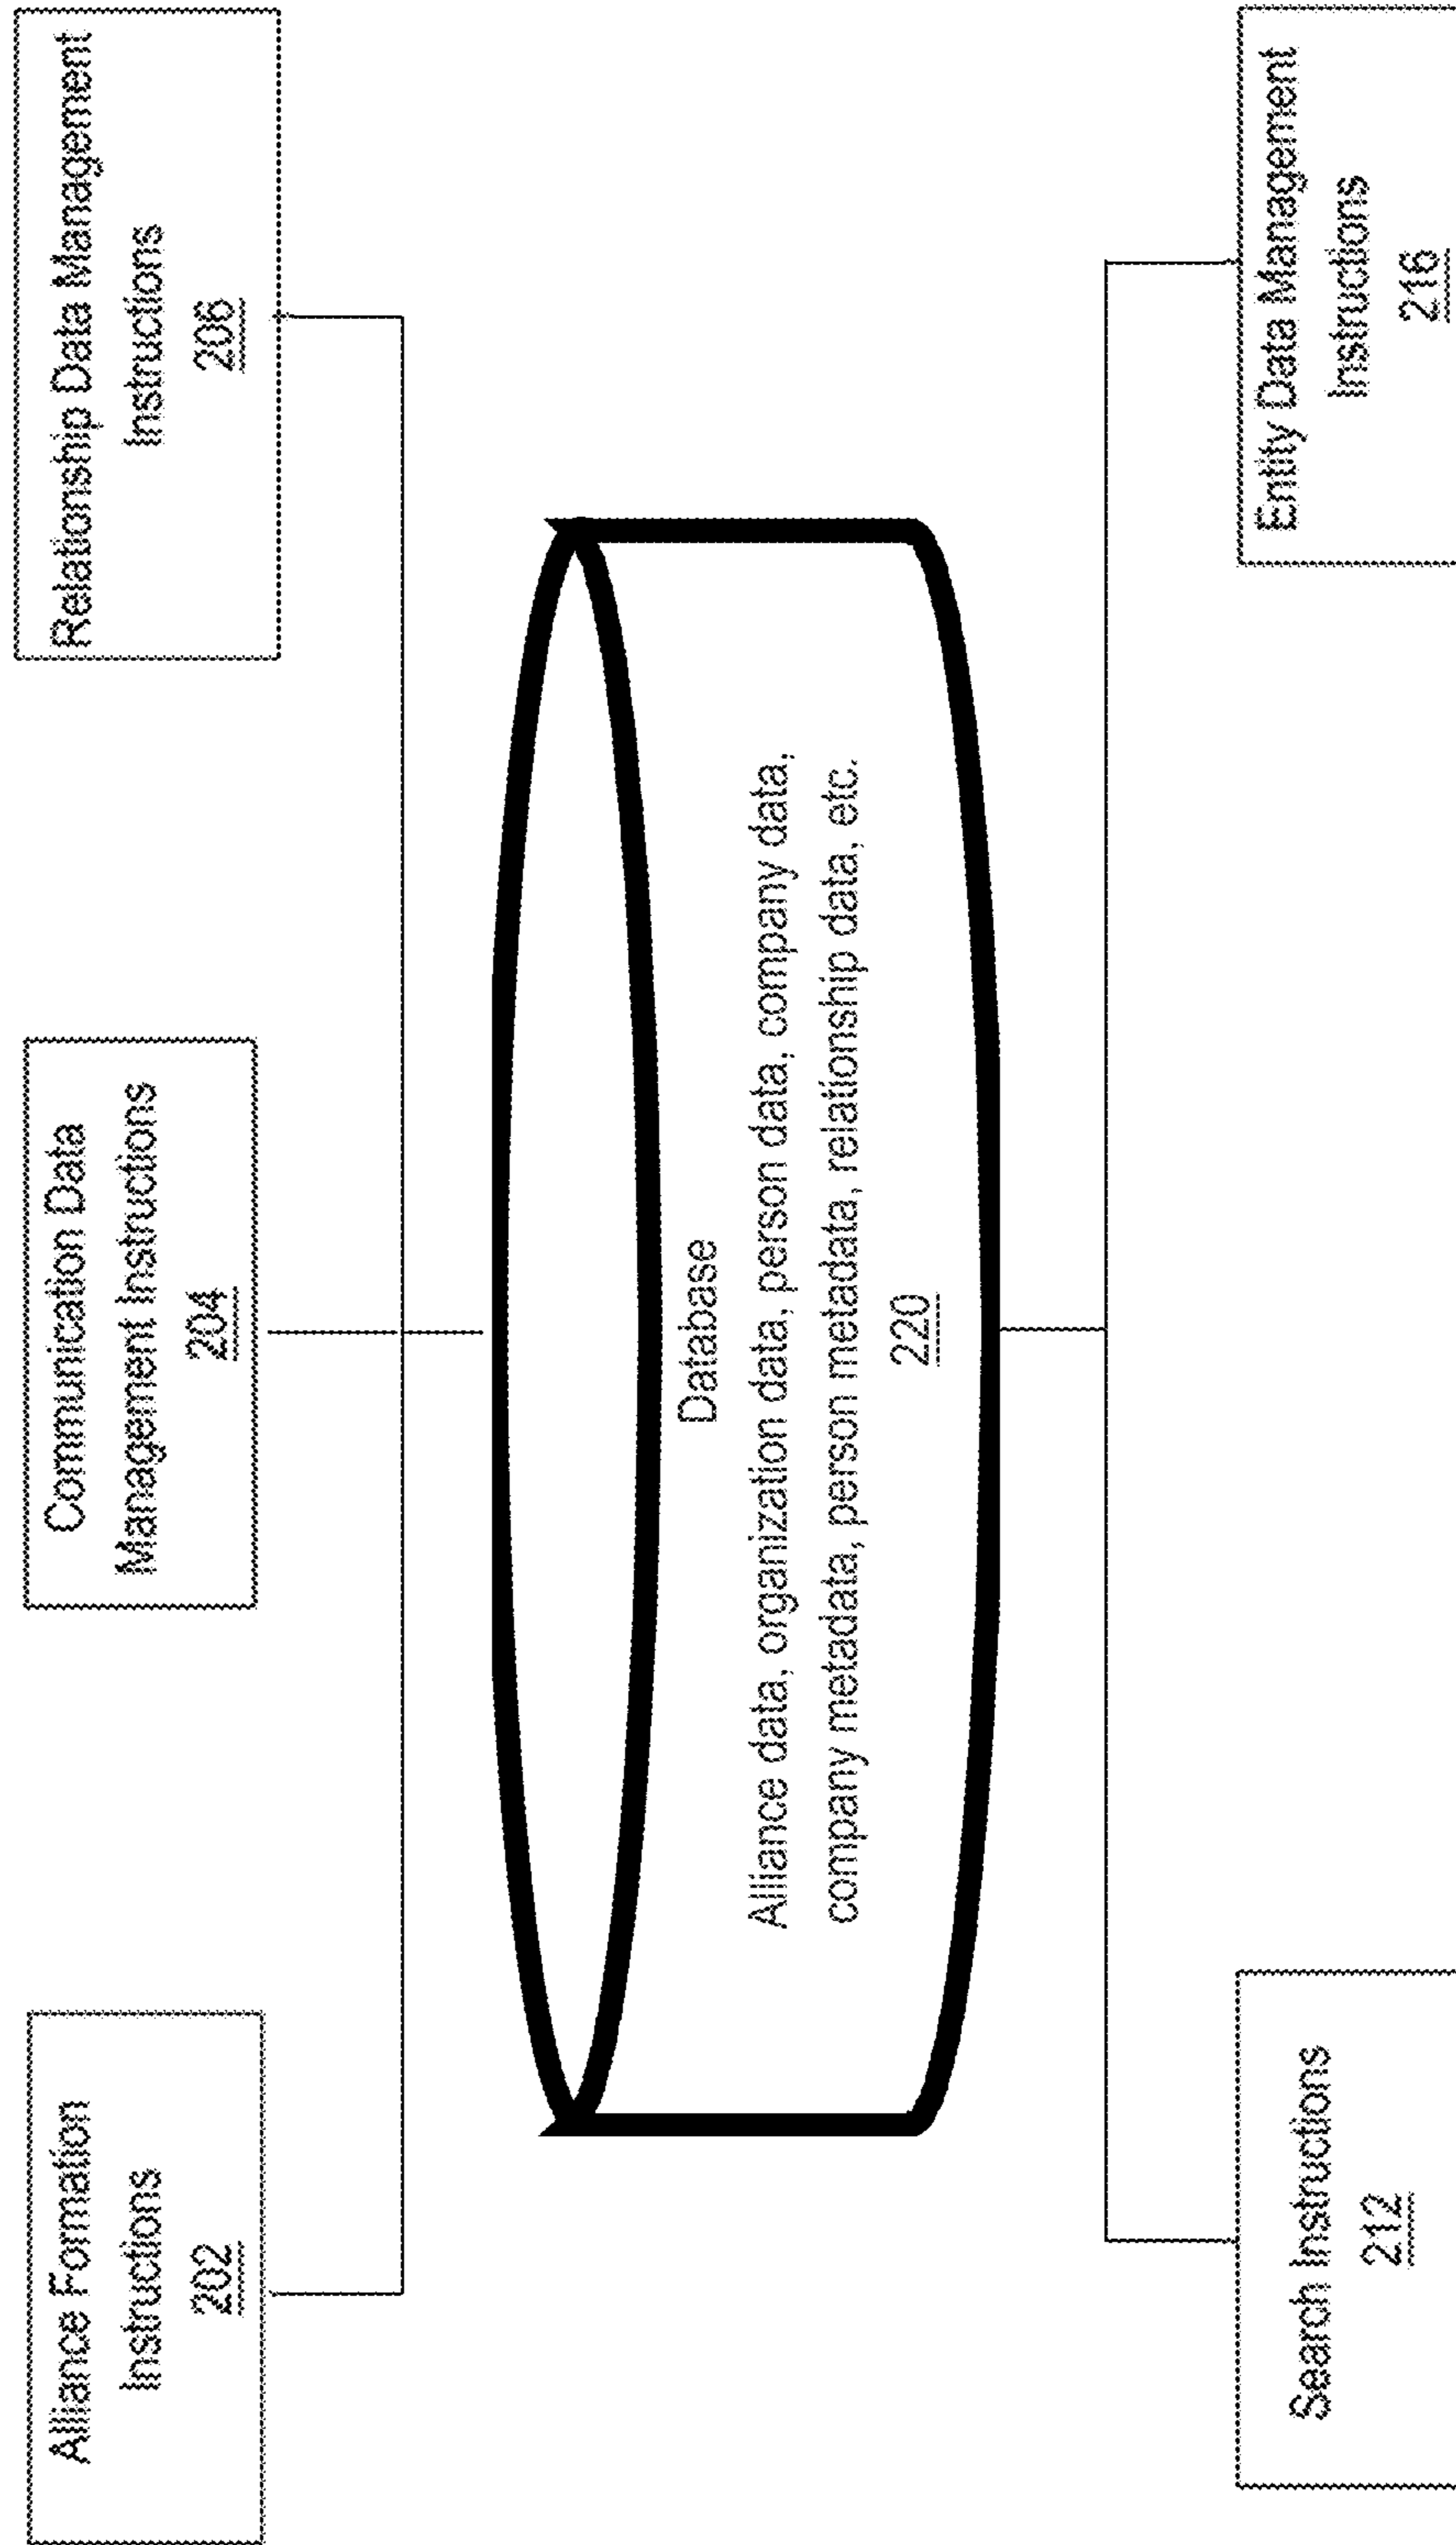 Alliance Formation
Instructions
202
Communication Data
Management Instructions
204
Relationship Data Management
Instructions
206
Database
Alliance data, organization data, person data, company data,
company metadata, person metadata, relationship data, etc.
220
Search Instructions
212
Entity Data Management
Instructions
216